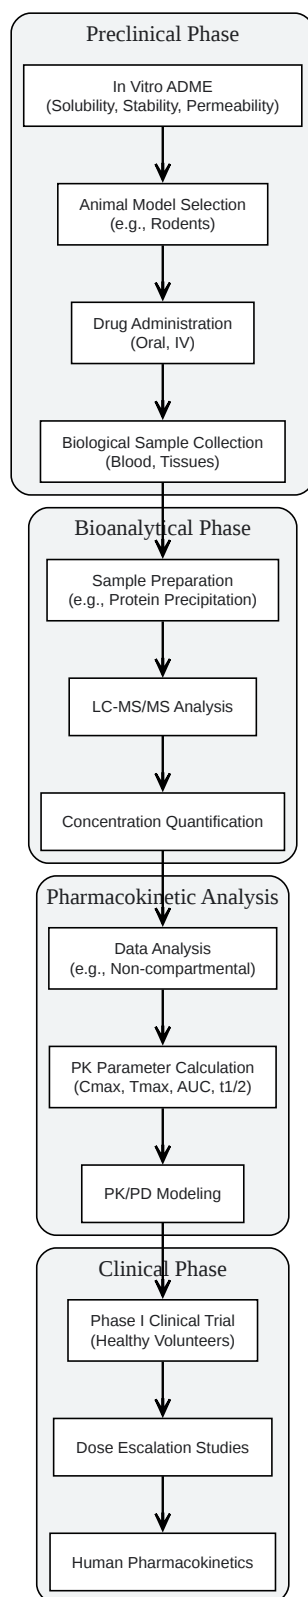 Preclinical Phase
In Vitro ADME
(Solubility, Stability, Permeability)
Animal Model Selection
(e.g., Rodents)
Drug Administration
(Oral, IV)
Biological Sample Collection
(Blood, Tissues)
Bioanalytical Phase
Sample Preparation
(e.g., Protein Precipitation)
LC-MS/MS Analysis
Concentration Quantification
Pharmacokinetic Analysis
Data Analysis
(e.g., Non-compartmental)
PK Parameter Calculation
(Cmax, Tmax, AUC, t1/2)
PK/PD Modeling
Clinical Phase
Phase I Clinical Trial
(Healthy Volunteers)
Dose Escalation Studies
Human Pharmacokinetics